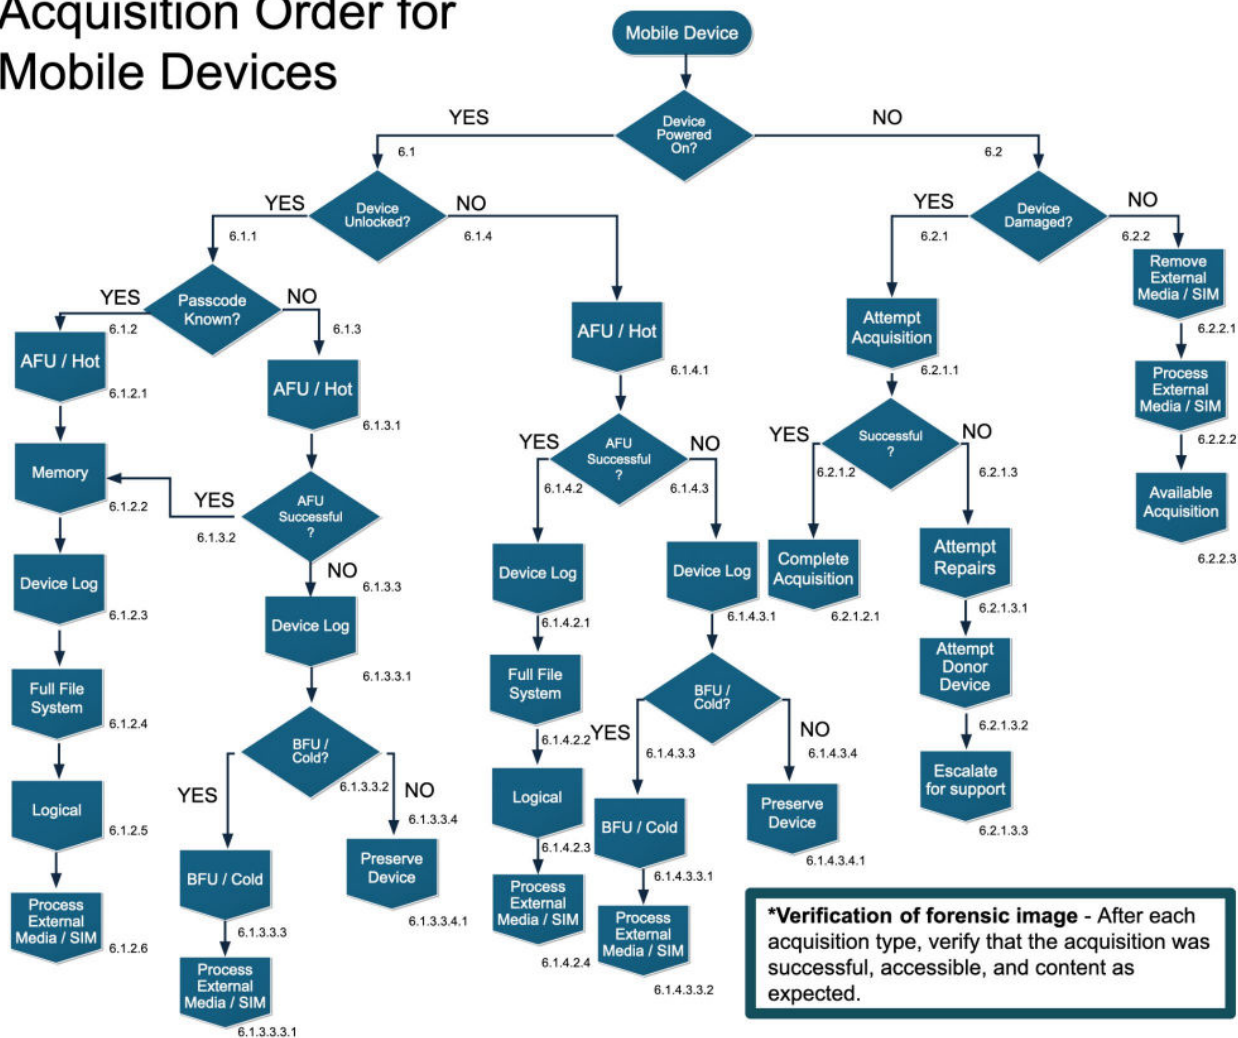 Acquisition Order for
Mobile Devices
Mobile Device
Device
Powered
On?
YES
NO
6.1
6.2
Device
Unlocked?
YES
NO
6.1.1
6.1.4
Device
Damaged?
YES
NO
6.2.1
6.2.2
Passcode
Known?
YES
NO
6.1.2
6.1.3
AFU / Hot
6.1.2.1
Memory
6.1.2.2
Device Log
6.1.2.3
Full File
System
6.1.2.4
Logical
6.1.2.5
Process
External
Media / SIM
6.1.2.6
AFU / Hot
6.1.3.1
AFU
Successful
?
YES
6.1.3.2
NO
6.1.3.3
Device Log
6.1.3.3.1
BFU /
Cold?
6.1.3.3.2
YES
NO
6.1.3.3.4
BFU / Cold
6.1.3.3.3
Process
External
Media / SIM
6.1.3.3.3.1
Preserve
Device
6.1.3.3.4.1
AFU / Hot
6.1.4.1
AFU
Successful
?
YES
NO
6.1.4.2
6.1.4.3
Device Log
6.1.4.2.1
Full File
System
6.1.4.2.2
Logical
6.1.4.2.3
Process
External
Media / SIM
6.1.4.2.4
Device Log
6.1.4.3.1
BFU /
Cold?
YES
NO
6.1.4.3.3
6.1.4.3.4
BFU / Cold
6.1.4.3.3.1
Process
External
Media / SIM
6.1.4.3.3.2
Preserve
Device
6.1.4.3.4.1
Attempt
Acquisition
6.2.1.1
Successful
?
YES
NO
6.2.1.2
6.2.1.3
Complete
Acquisition
6.2.1.2.1
Attempt
Repairs
6.2.1.3.1
Attempt
Donor
Device
6.2.1.3.2
Escalate
for support
6.2.1.3.3
Remove
External
Media / SIM
6.2.2.1
Process
External
Media / SIM
6.2.2.2
Available
Acquisition
6.2.2.3
*Verification of forensic image - After each
acquisition type, verify that the acquisition was
successful, accessible, and content as
expected.